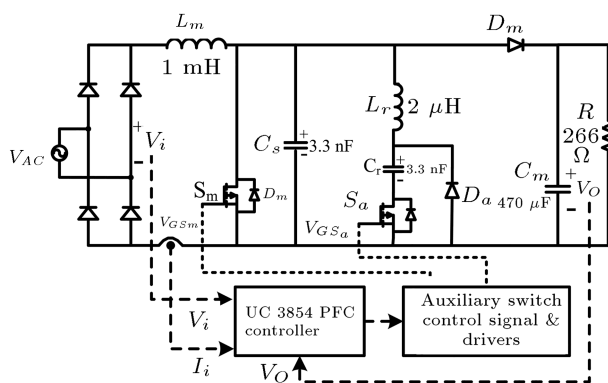 L_m
1 mH
D_m
V_AC
+
V_i
-
C_s
+
3.3 nF
-
L_r
2 μH
C_r
+
3.3 nF
-
S_m
D_m
S_a
D_a
470 μF
C_m
+
-
R
266
Ω
V_O
V_GSm
V_GSa
V_i
I_i
V_O
UC 3854 PFC
controller
Auxiliary switch
control signal &
drivers